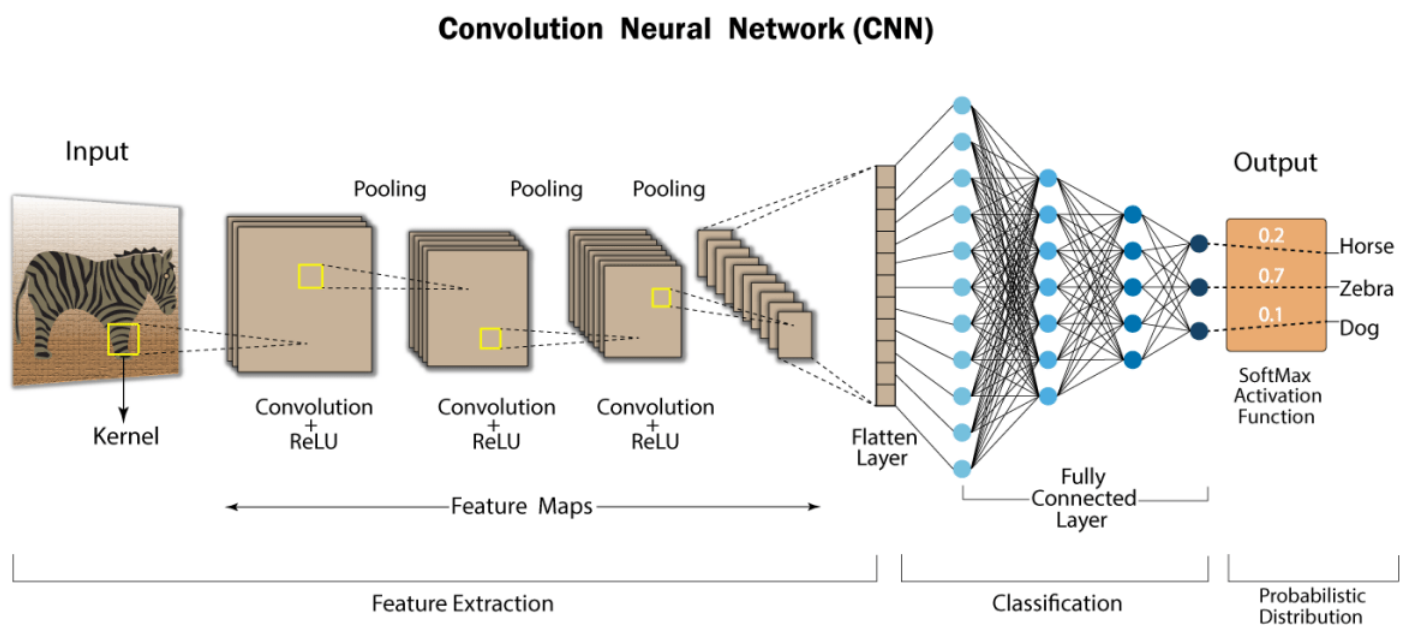 Convolution Neural Network (CNN)
Input
Kernel
Pooling
Pooling
Pooling
Convolution
+
ReLU
Convolution
+
ReLU
Convolution
+
ReLU
Feature Maps
Flatten
Layer
Fully
Connected
Layer
Output
0.2
Horse
0.7
Zebra
0.1
Dog
SoftMax
Activation
Function
Feature Extraction
Classification
Probabilistic
Distribution